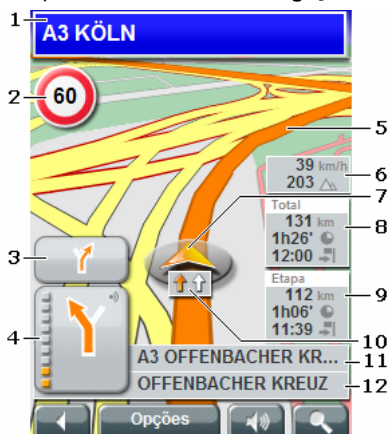 1
A3 KÖLN
2
60
5
39 km/h
6
203
7
Total
131 km
8
1h26'
12:00
3
Etapa
112 km
9
1h06'
11:39
4
10
A3 OFFENBACHER KR...
11
OFFENBACHER KREUZ
12
Opções